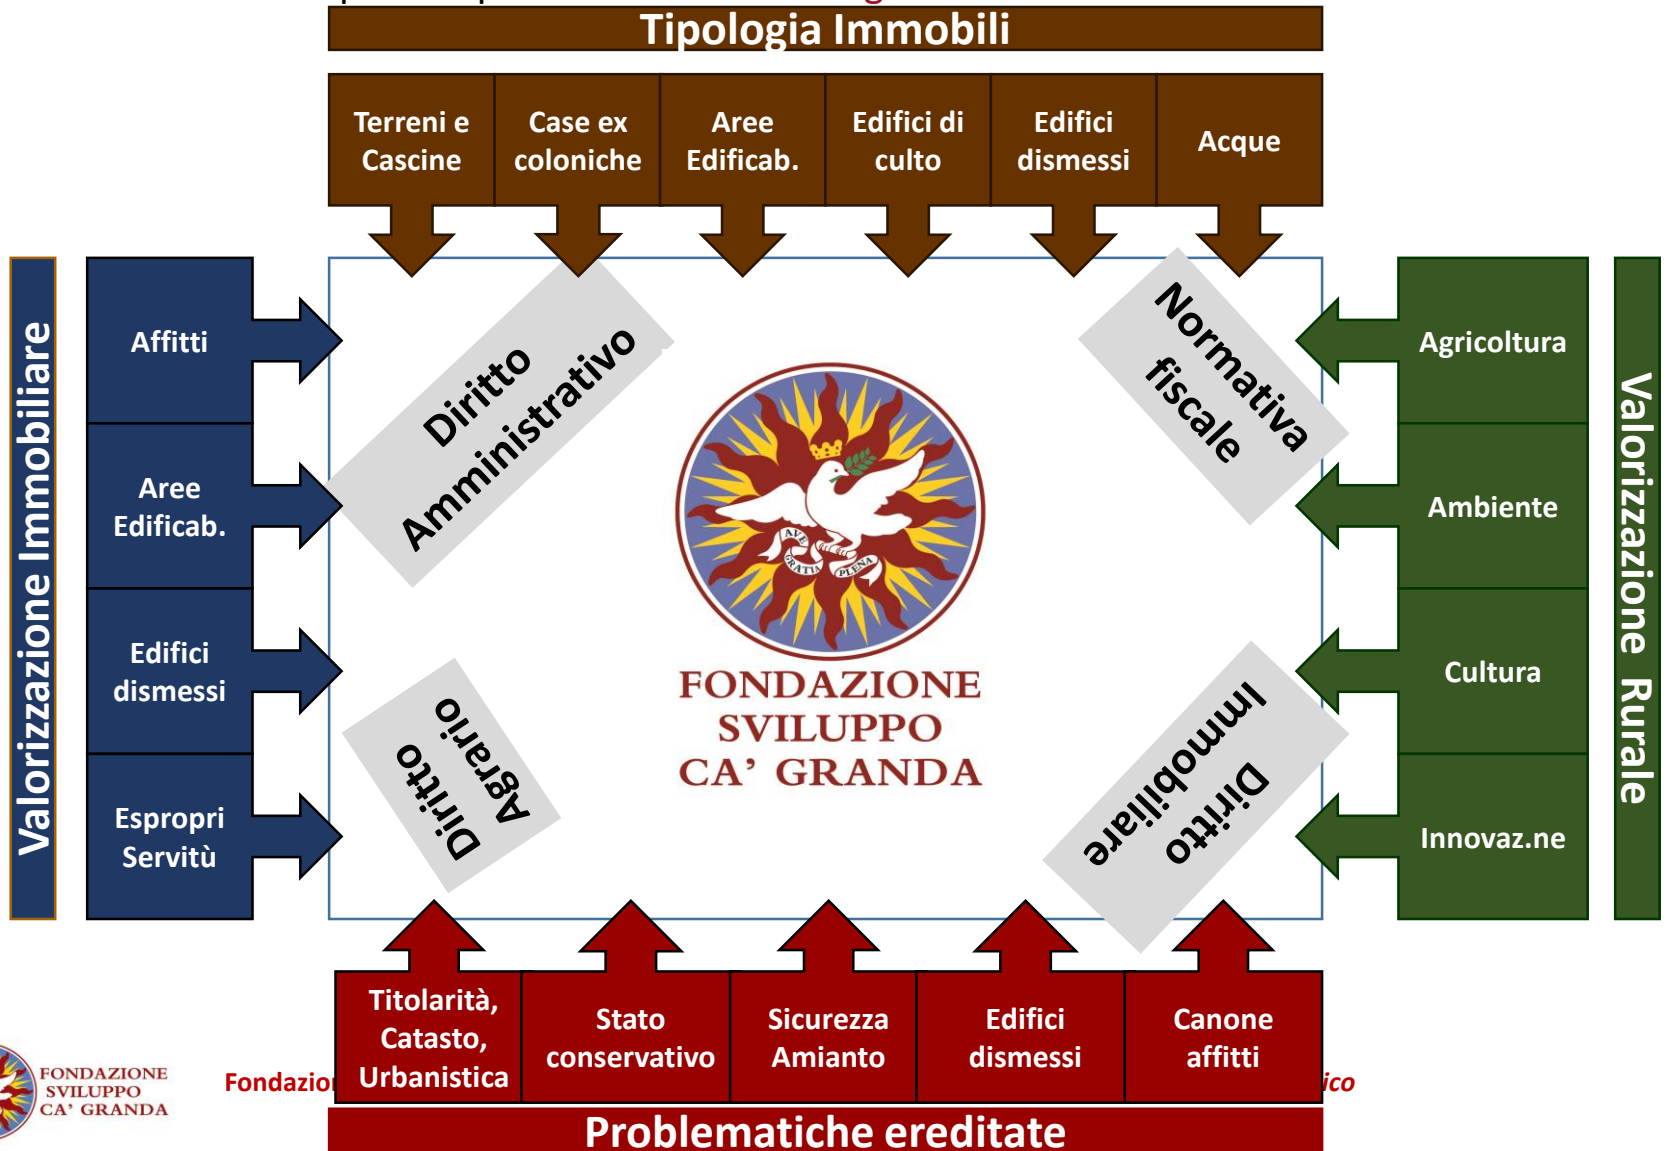 Tipologia Immobili
Terreni e
Cascine
Case ex
coloniche
Aree
Edificab.
Edifici di
culto
Edifici
dismessi
Acque
Valorizzazione Immobiliare
Affitti
Aree
Edificab.
Edifici
dismessi
Espropri
Servitù
Diritto
Amministrativo
Normativa
fiscale
Diritto
Agrario
Diritto
Immobiliare
AVE
GRATIA
PLENA
FONDAZIONE
SVILUPPO
CA’ GRANDA
Agricoltura
Ambiente
Cultura
Innovaz.ne
Valorizzazione Rurale
Titolarità,
Catasto,
Urbanistica
Stato
conservativo
Sicurezza
Amianto
Edifici
dismessi
Canone
affitti
Problematiche ereditate
FONDAZIONE
SVILUPPO
CA’ GRANDA